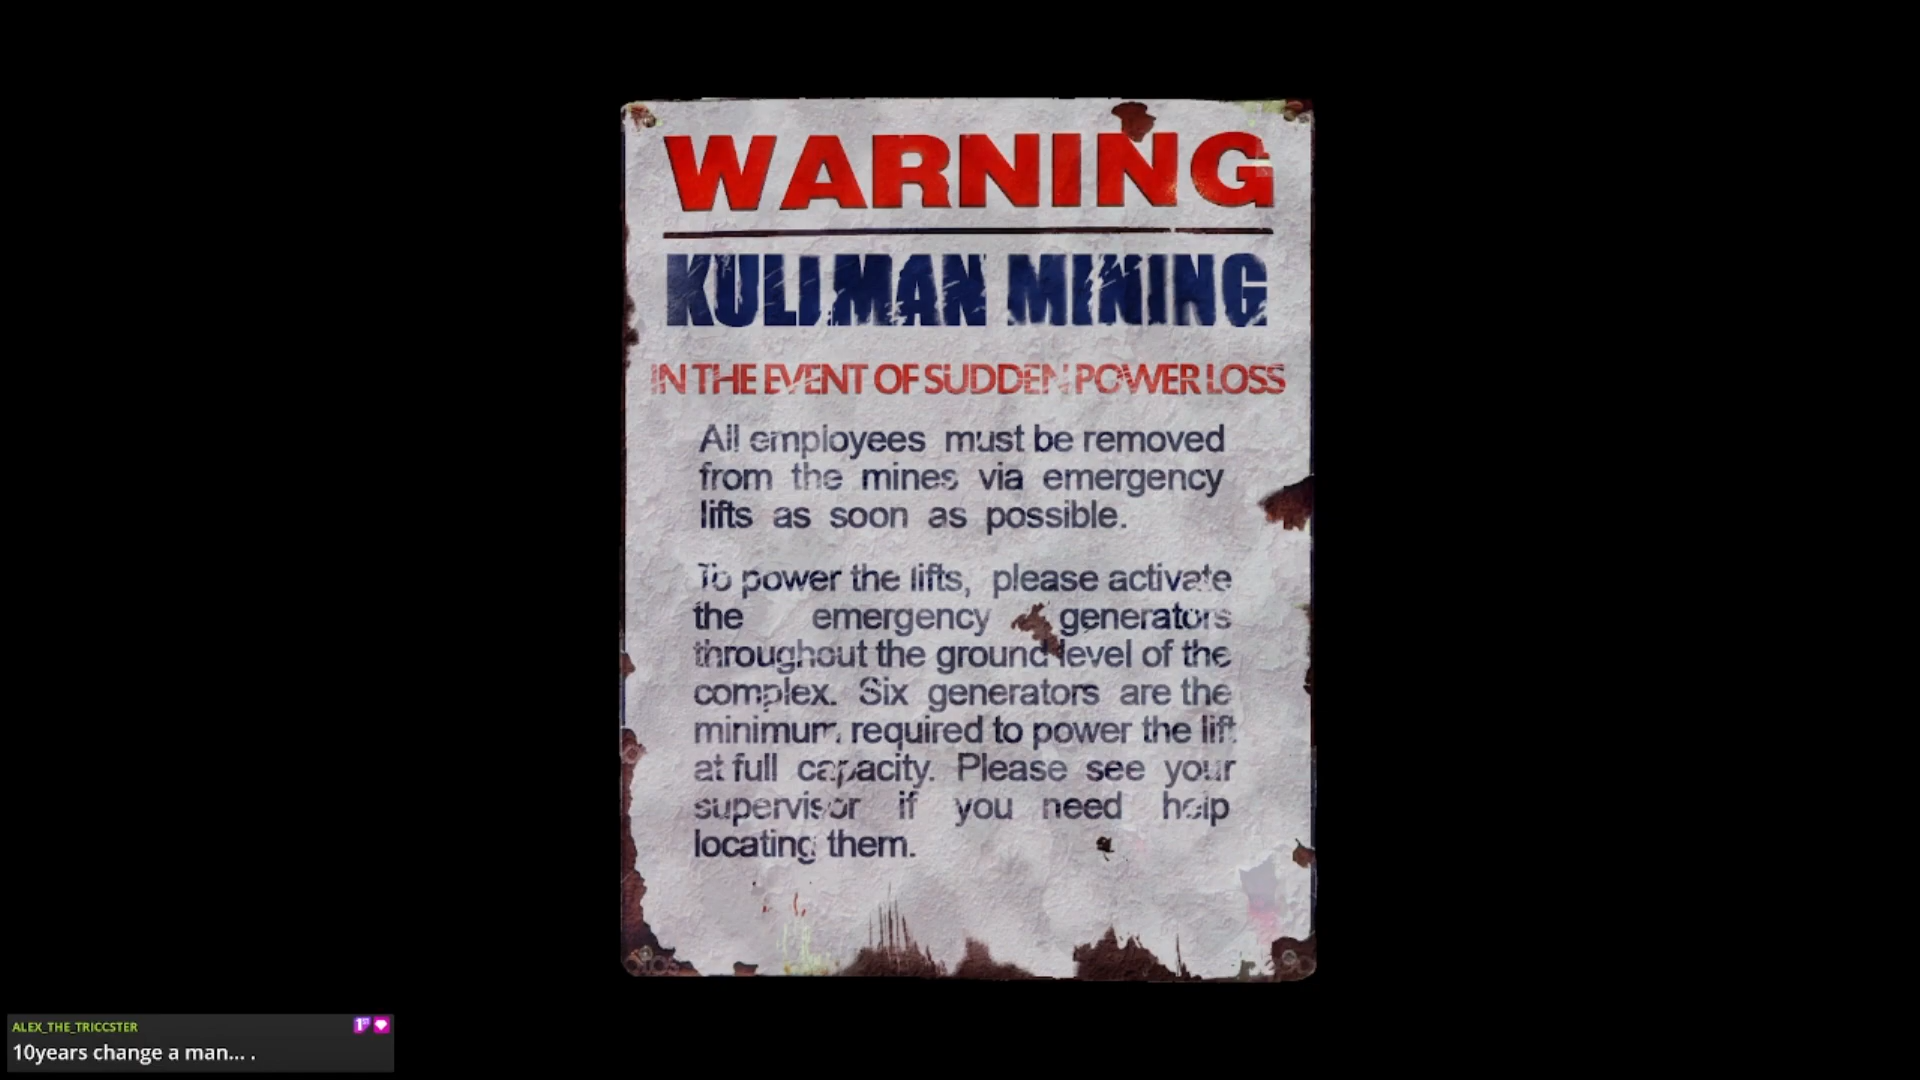 WARNING
KULLMAN MINING
IN THE EVENT OF SUDDEN POWER LOSS
All employees must be removed
from the mines via emergency
lifts as soon as possible.
To power the lifts, please activate
the emergency generators
throughout the ground level of the
complex. Six generators are the
minimum required to power the lift
at full capacity. Please see your
supervisor if you need help
locating them.
ALEX_THE_TRICCSTER
10years change a man... .